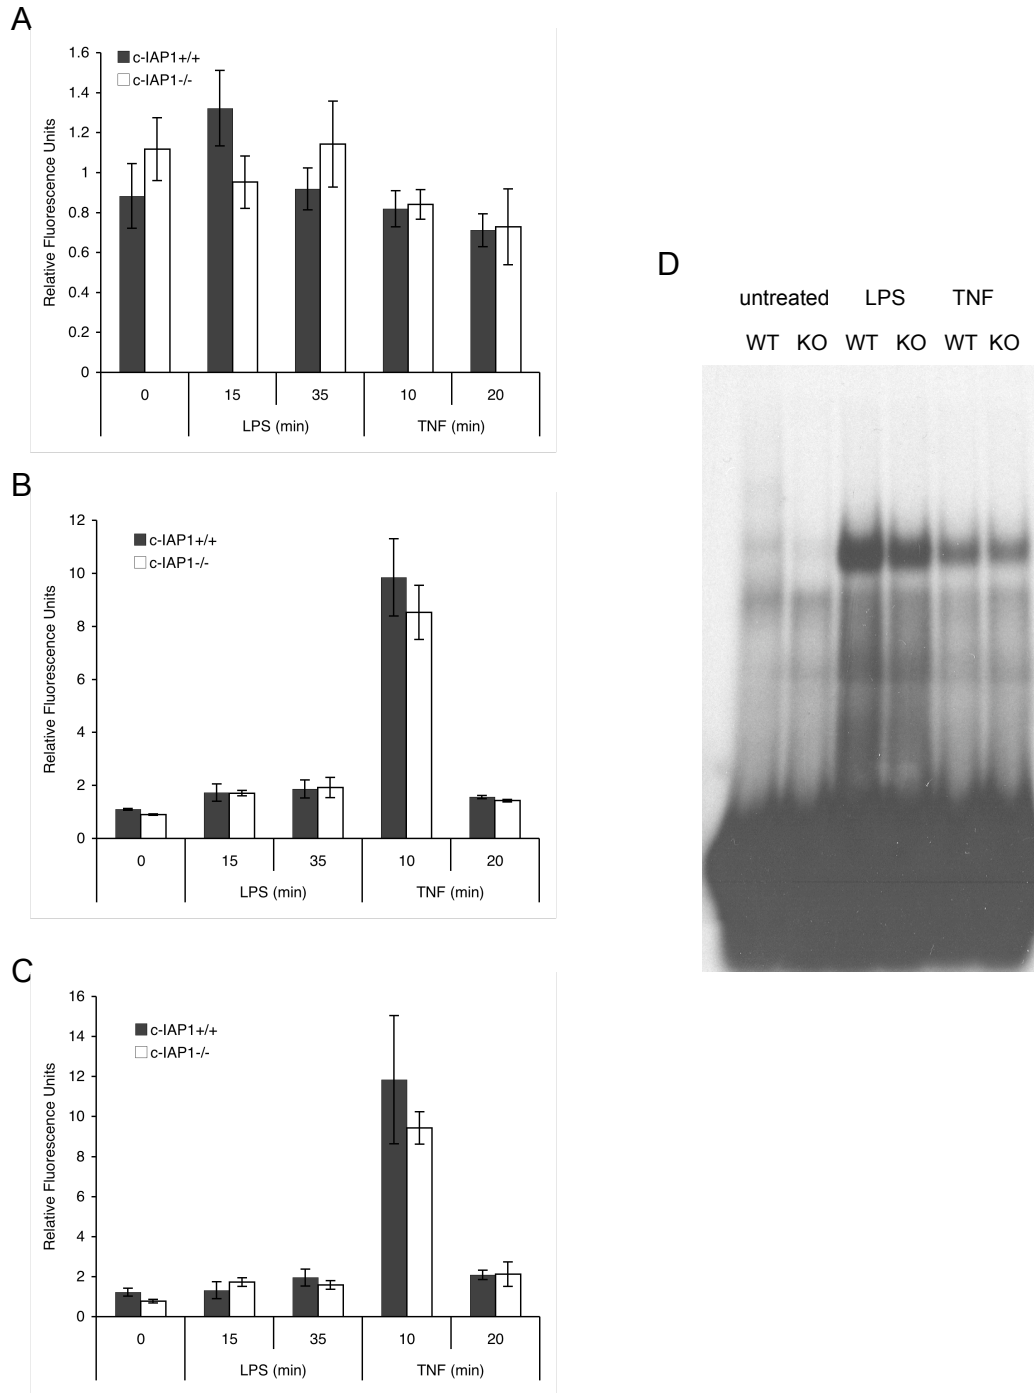 A
1.6
1.4
1.2
1
0.8
0.6
0.4
0.2
0
Relative Fluorescence Units
c-IAP1+/+
c-IAP1-/-
0 15 35 10 20
LPS (min) TNF (min)
B
12
10
8
6
4
2
0
Relative Fluorescence Units
c-IAP1+/+
c-IAP1-/-
0 15 35 10 20
LPS (min) TNF (min)
C
16
14
12
10
8
6
4
2
0
Relative Fluorescence Units
c-IAP1+/+
c-IAP1-/-
0 15 35 10 20
LPS (min) TNF (min)
D
untreated LPS TNF
WT KO WT KO WT KO